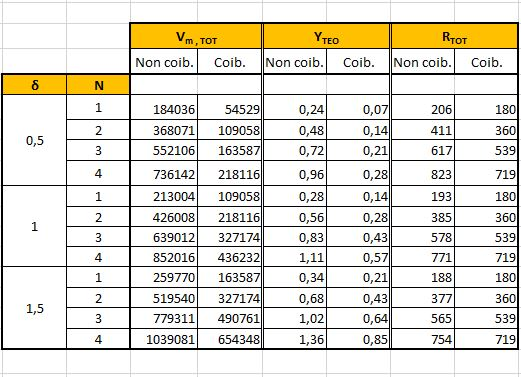 V m , TOT Y TEO R TOT
Non coib. Coib. Non coib. Coib. Non coib. Coib.
δ N
0,5
1 184036 54529 0,24 0,07 206 180
2 368071 109058 0,48 0,14 411 360
3 552106 163587 0,72 0,21 617 539
4 736142 218116 0,96 0,28 823 719
1
1 213004 109058 0,28 0,14 193 180
2 426008 218116 0,56 0,28 385 360
3 639012 327174 0,83 0,43 578 539
4 852016 436232 1,11 0,57 771 719
1,5
1 259770 163587 0,34 0,21 188 180
2 519540 327174 0,68 0,43 377 360
3 779311 490761 1,02 0,64 565 539
4 1039081 654348 1,36 0,85 754 719